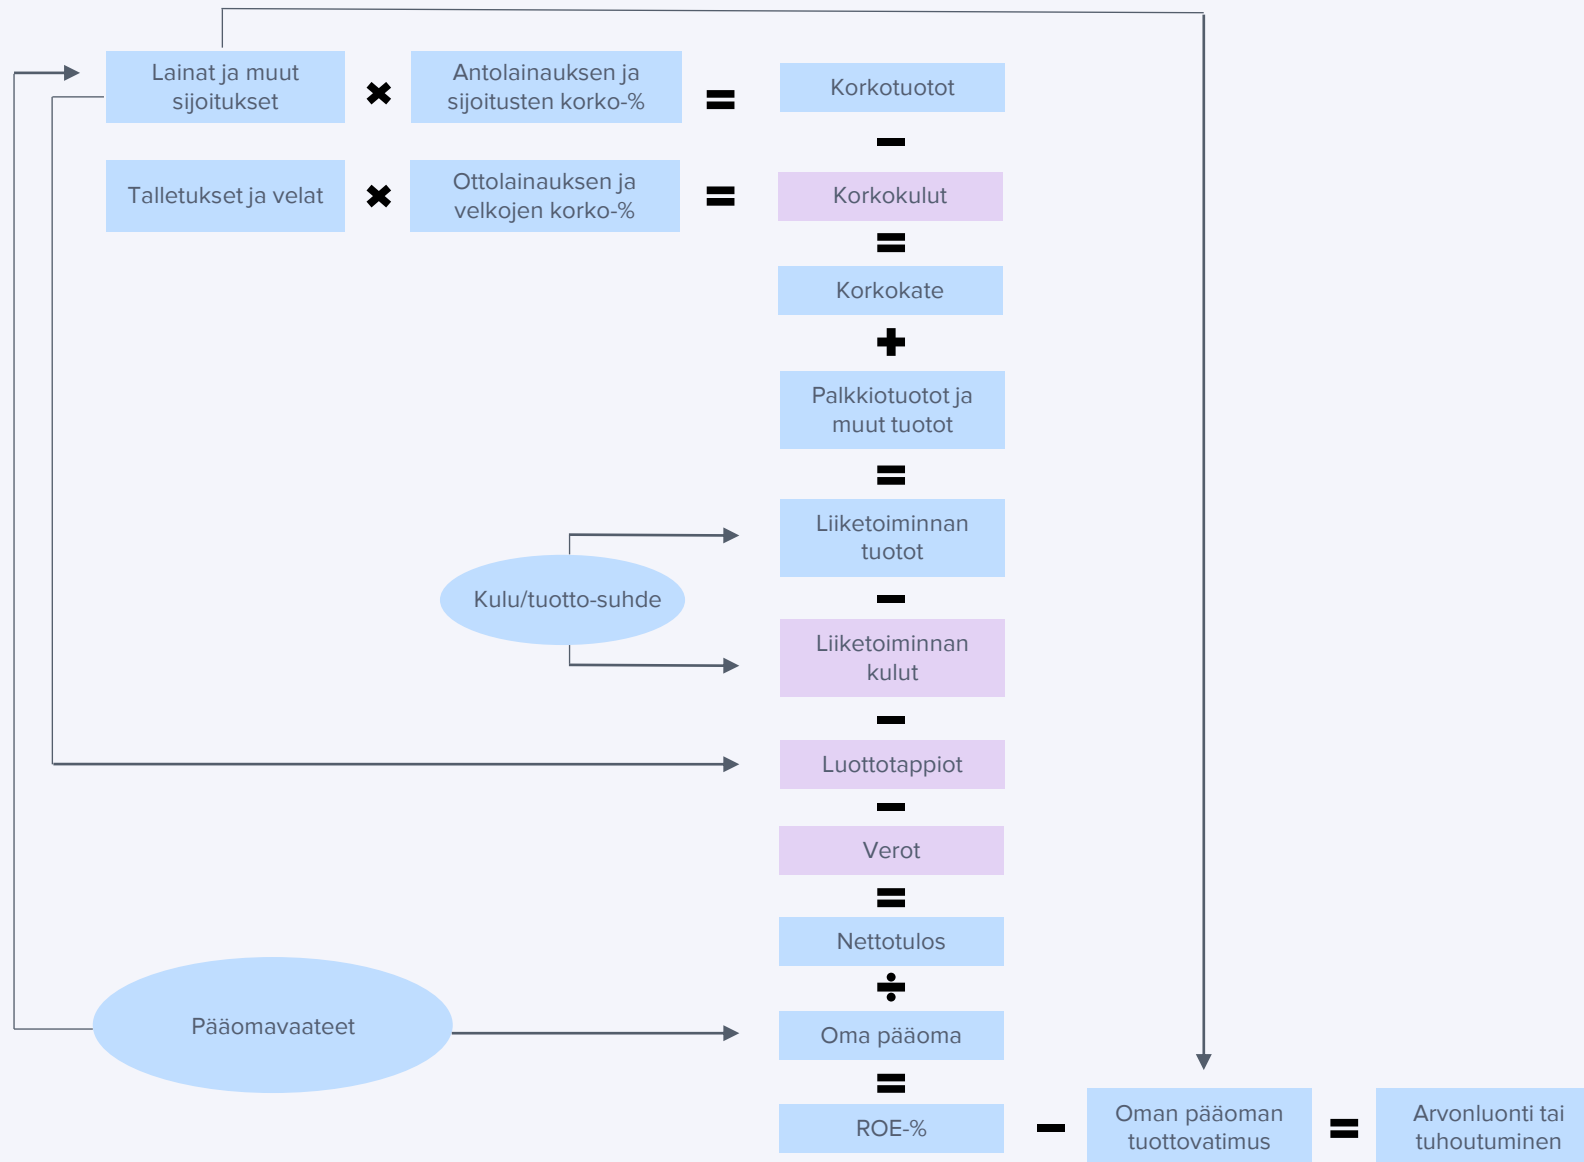 Lainat ja muut
sijoitukset
Antolainauksen ja
sijoitusten korko-%
Korkotuotot
Talletukset ja velat
Ottolainauksen ja
velkojen korko-%
Korkokulut
Korkokate
Palkkiotuotot ja
muut tuotot
Liiketoiminnan
tuotot
Kulu/tuotto-suhde
Liiketoiminnan
kulut
Luottotappiot
Verot
Nettotulos
Pääomavaateet
Oma pääoma
ROE-%
Oman pääoman
tuottovatimus
Arvonluonti tai
tuhoutuminen